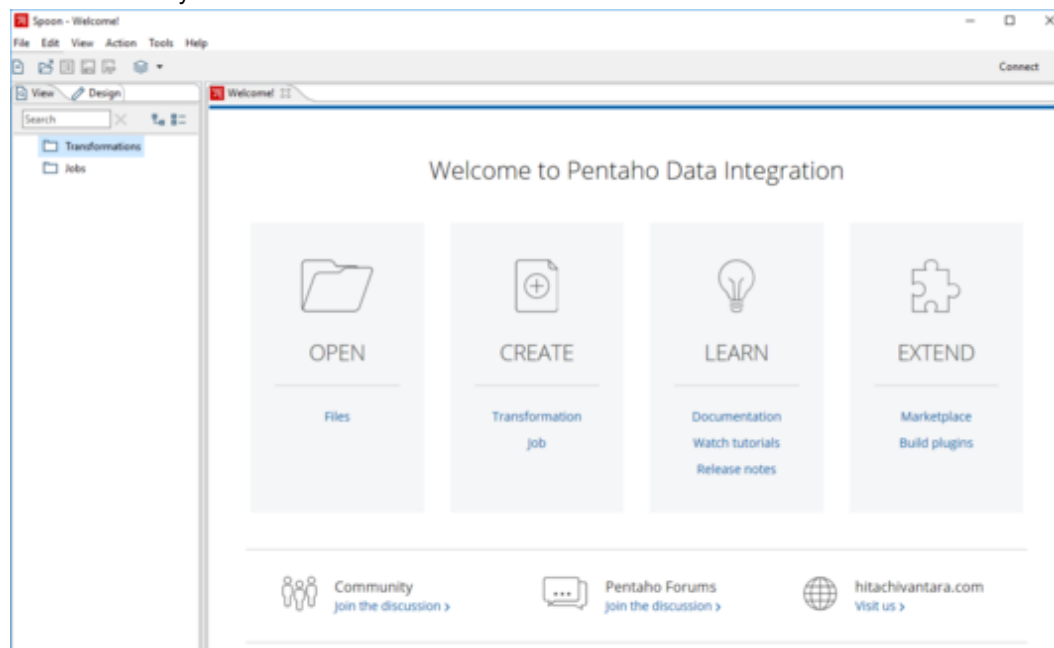 Spoon - Welcome!
File Edit View Action Tools Help
Connect
View Design
Welcome!
Search
Transformations
Jobs
Welcome to Pentaho Data Integration
OPEN CREATE LEARN EXTEND
Files Transformation Documentation Marketplace
Job Watch tutorials Build plugins
Release notes
Community Pentaho Forums hitachivantara.com
Join the discussion > Join the discussion > Visit us >